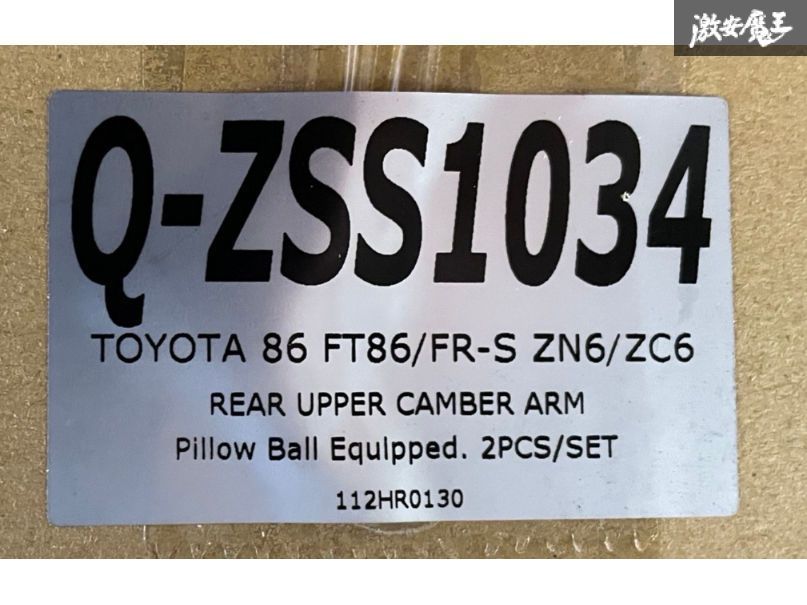 激安魔王
Q-ZSS1034
TOYOTA 86 FT86/FR-S ZN6/ZC6
REAR UPPER CAMBER ARM
Pillow Ball Equipped. 2PCS/SET
112HR0130